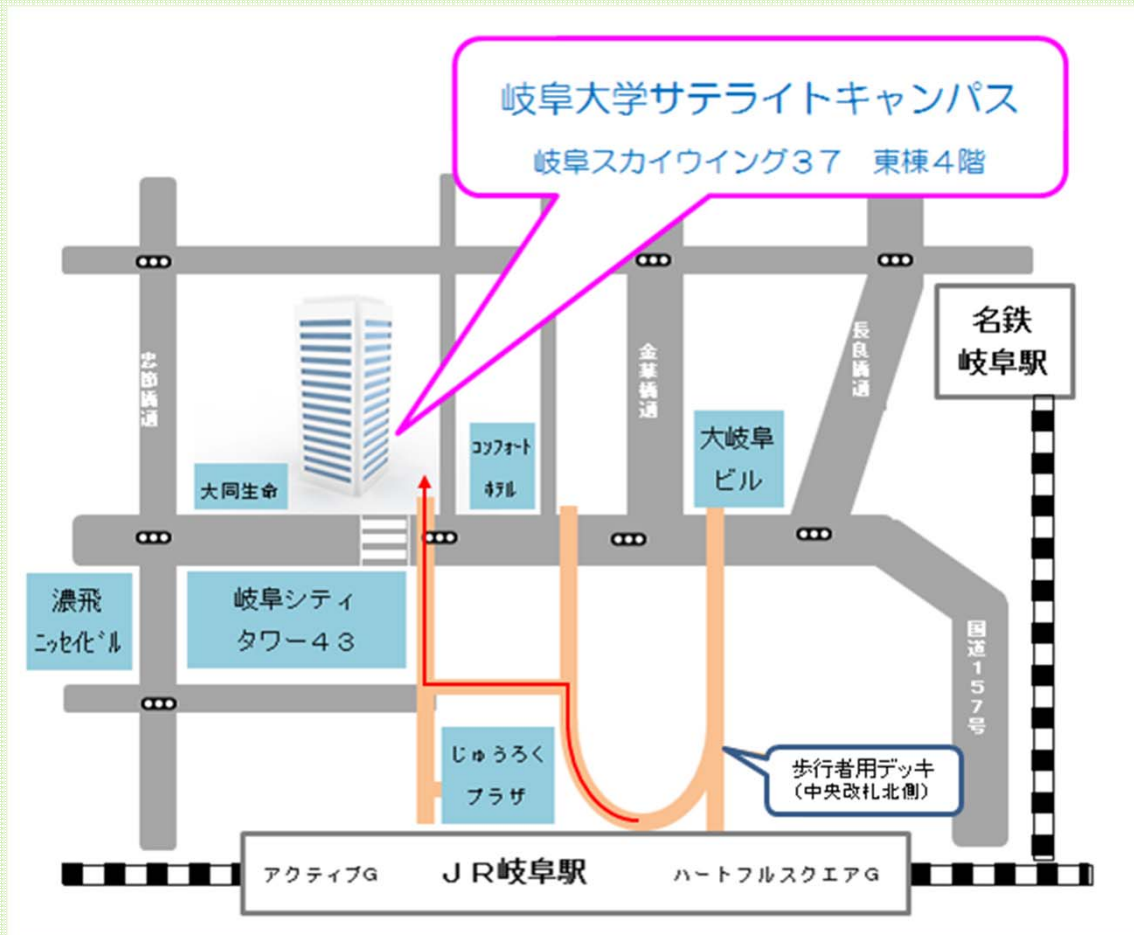 岐阜大学サテライトキャンパス
岐阜スカイウイング37 東棟4階
名鉄
岐阜駅
忠節橋通
金華橋通
長良橋通
コンフォート
ホテル
大岐阜
ビル
大同生命
濃飛
ニッセイビル
岐阜シティ
タワー43
国道157号
じゅうろく
プラザ
歩行者用デッキ
(中央改札北側)
アクティブG
JR岐阜駅
ハートフルスクエアG